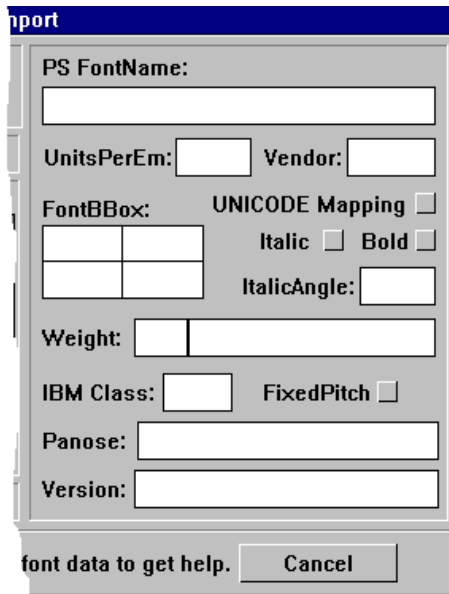 PS FontName:
UnitsPerEm: Vendor:
FontBBox: UNICODE Mapping
Italic Bold
ItalicAngle:
Weight:
IBM Class: FixedPitch
Panose:
Version:
font data to get help. Cancel